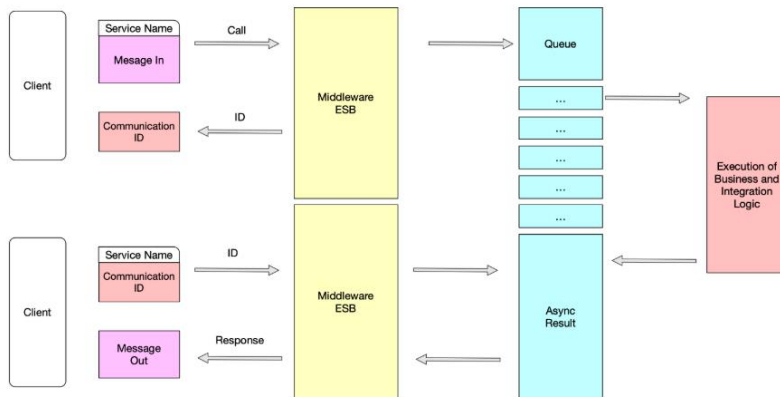 Service Name
Call
Client
Mesage In
Queue
Middleware
ESB
...
ID
Communication
ID
...
...
Execution of
Business and
Integration
Logic
...
...
Service Name
ID
Client
Communication
ID
Middleware
ESB
Async
Result
Message
Out
Response